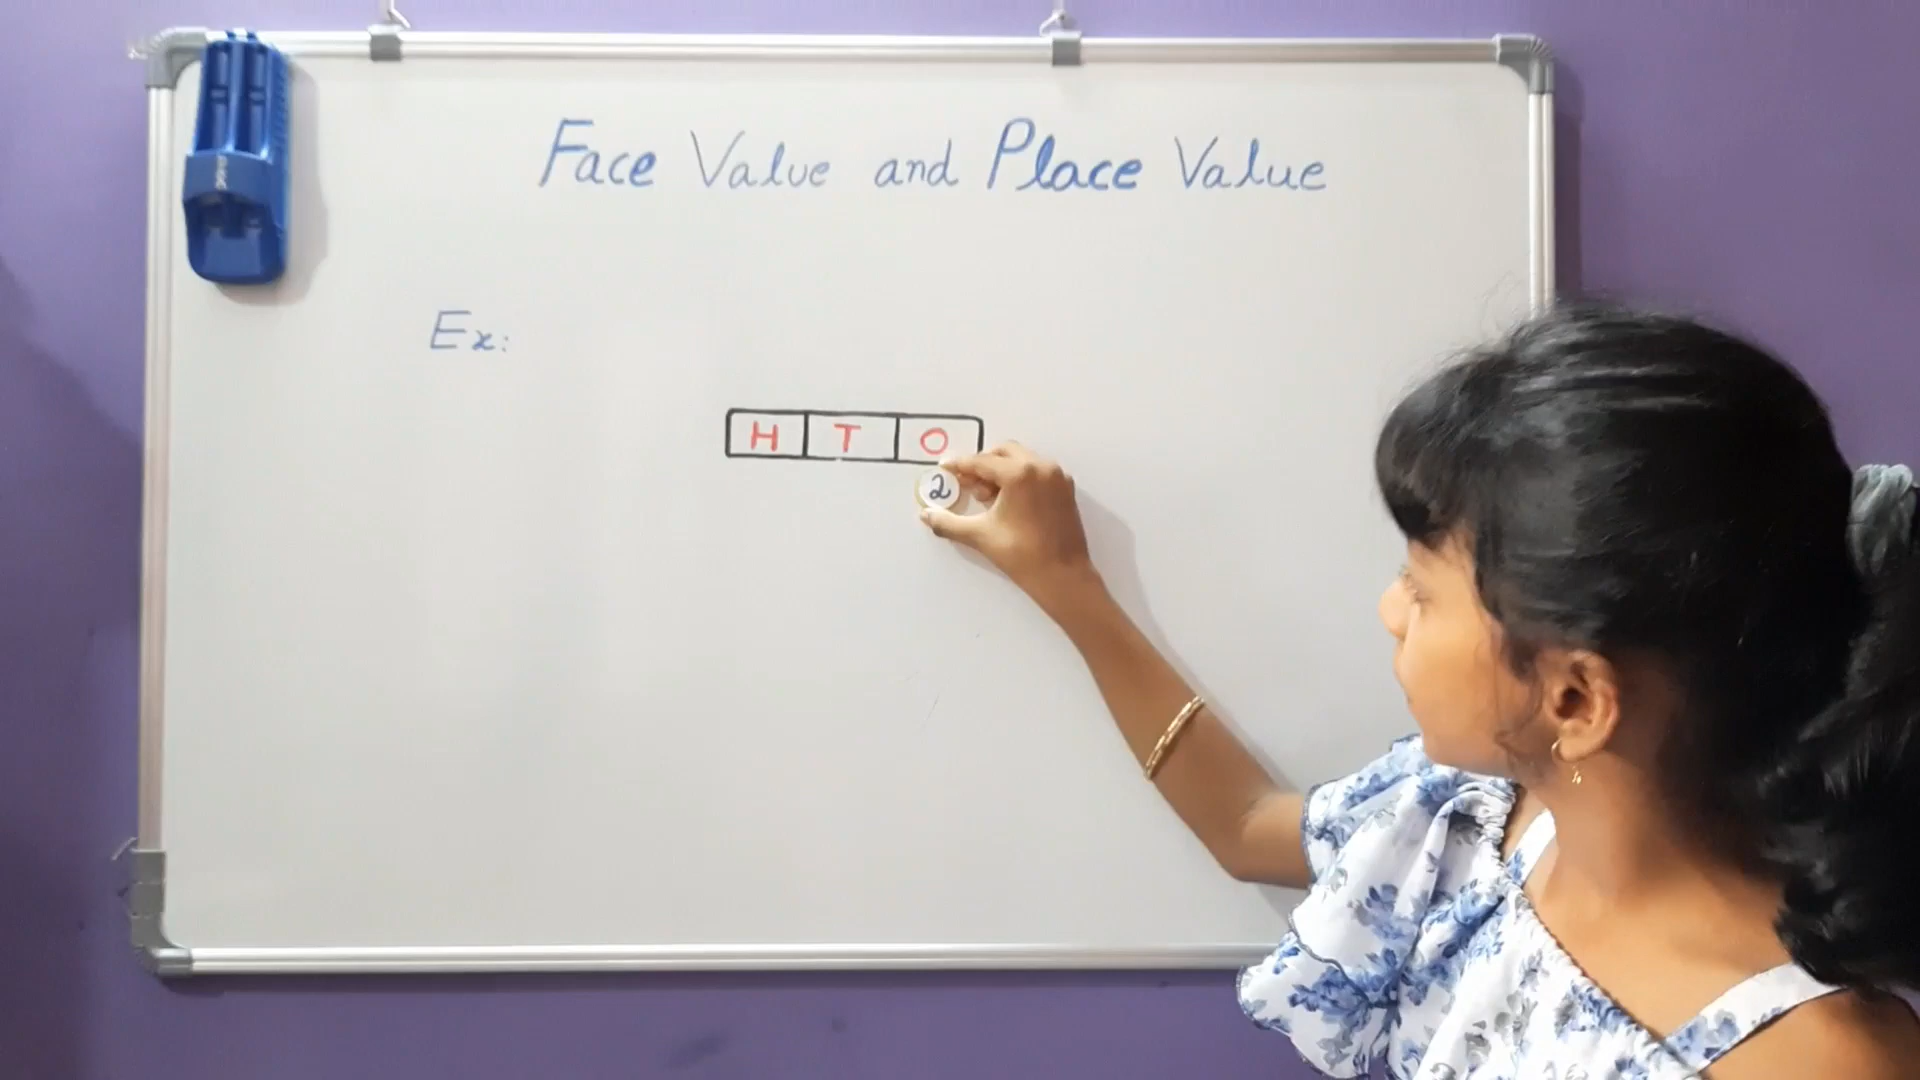 Face Value and Place Value
Ex:
H T O
2